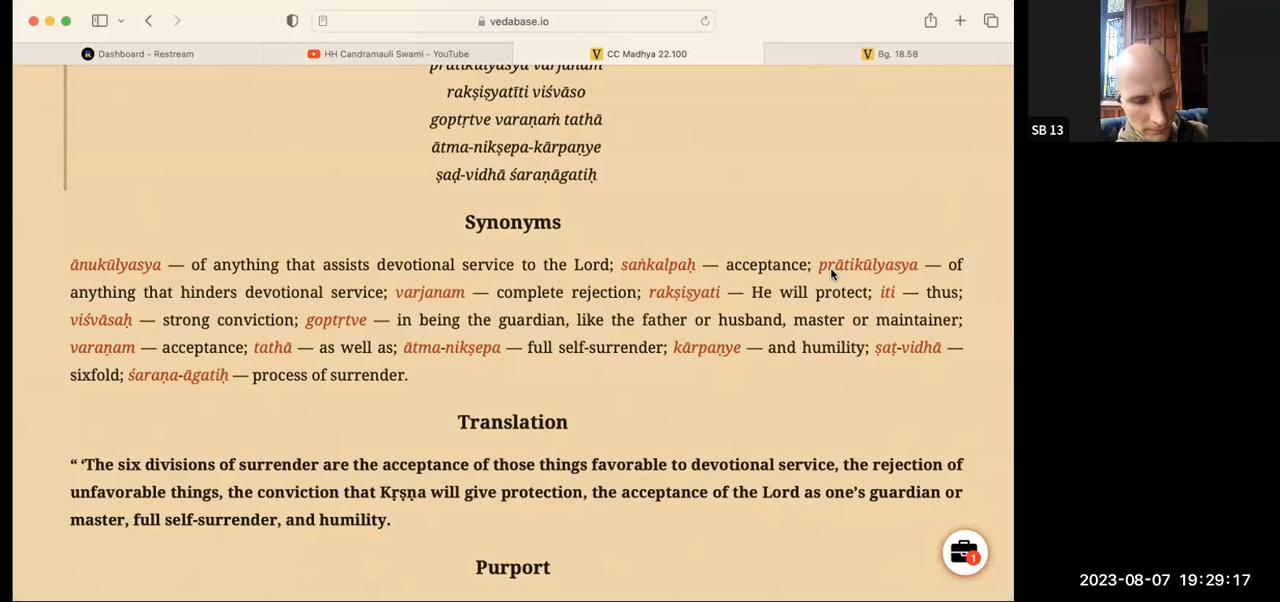 vedabase.io
Dashboard - Restream
HH Candramauli Swami - YouTube
CC Madhya 22.100
Bg. 18.58
prātikūlyasya varjanam
rakṣiṣyatīti viśvāso
goptṛtve varaṇaṁ tathā
ātma-nikṣepa-kārpaṇye
ṣaḍ-vidhā śaraṇāgatiḥ
Synonyms
ānukūlyasya — of anything that assists devotional service to the Lord; saṅkalpaḥ — acceptance; prātikūlyasya — of
anything that hinders devotional service; varjanam — complete rejection; rakṣiṣyati — He will protect; iti — thus;
viśvāsaḥ — strong conviction; goptṛtve — in being the guardian, like the father or husband, master or maintainer;
varaṇam — acceptance; tathā — as well as; ātma-nikṣepa — full self-surrender; kārpaṇye — and humility; ṣaṭ-vidhā —
sixfold; śaraṇa-āgatiḥ — process of surrender.
Translation
“ ‘The six divisions of surrender are the acceptance of those things favorable to devotional service, the rejection of
unfavorable things, the conviction that Kṛṣṇa will give protection, the acceptance of the Lord as one’s guardian or
master, full self-surrender, and humility.
Purport
1
SB 13
2023-08-07 19:29:17